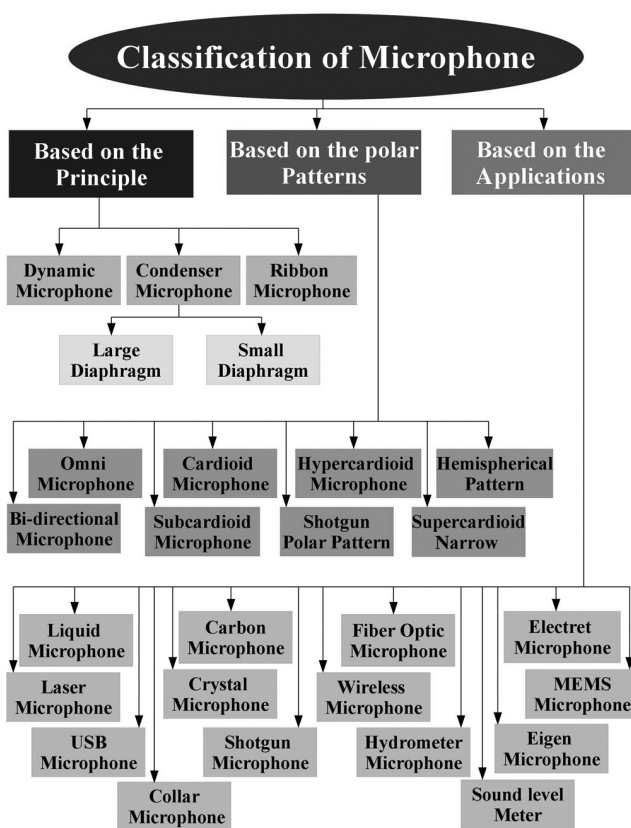 Classification of Microphone
Based on the
Principle
Based on the polar
Patterns
Based on the
Applications
Dynamic
Microphone
Condenser
Microphone
Ribbon
Microphone
Large
Diaphragm
Small
Diaphragm
Omni
Microphone
Cardioid
Microphone
Hypercardioid
Microphone
Hemispherical
Pattern
Bi-directional
Microphone
Subcardioid
Microphone
Shotgun
Polar Pattern
Supercardioid
Narrow
Liquid
Microphone
Carbon
Microphone
Fiber Optic
Microphone
Electret
Microphone
Laser
Microphone
Crystal
Microphone
Wireless
Microphone
MEMS
Microphone
USB
Microphone
Shotgun
Microphone
Hydrometer
Microphone
Eigen
Microphone
Collar
Microphone
Sound level
Meter